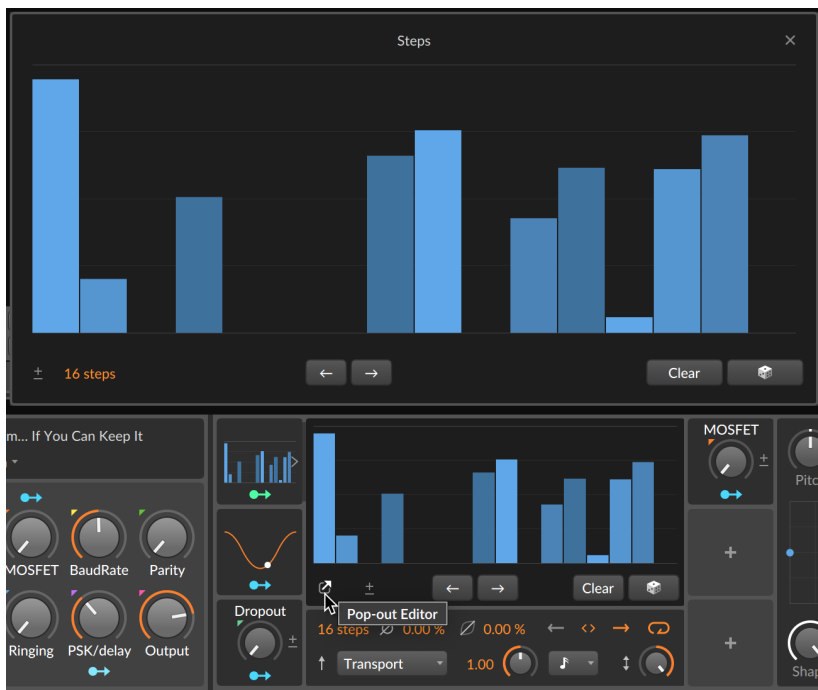 Steps
16 steps
Clear
m... If You Can Keep It
MOSFET
BaudRate
Parity
Ringing
PSK/delay
Output
Dropout
Clear
Pop-out Editor
16 steps
0.00 %
0.00 %
Transport
1.00
MOSFET
Pitc
Shap